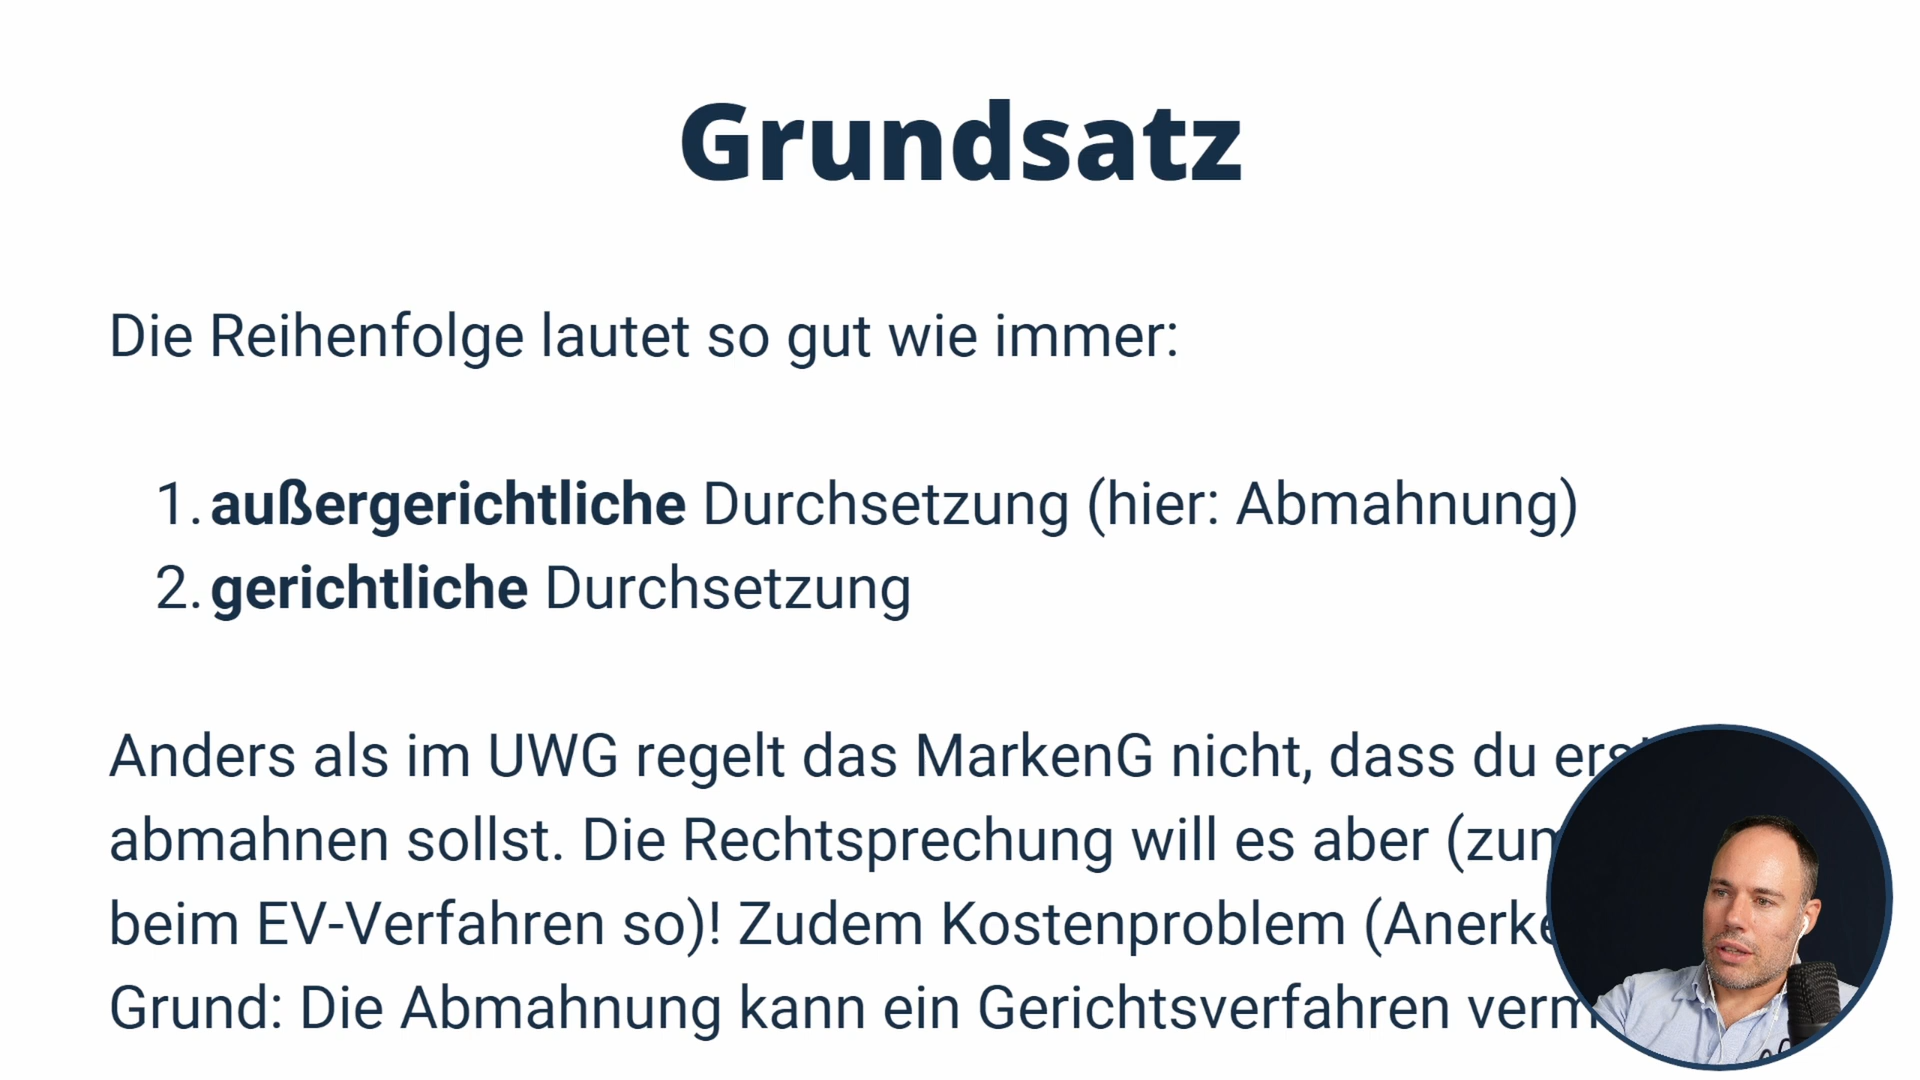 Grundsatz
Die Reihenfolge lautet so gut wie immer:
1. außergerichtliche Durchsetzung (hier: Abmahnung)
2. gerichtliche Durchsetzung
Anders als im UWG regelt das MarkenG nicht, dass du
abmahnen sollst. Die Rechtsprechung will es aber
beim EV-Verfahren so)! Zudem Kostenproblem
Grund: Die Abmahnung kann ein Gerichtsverfahren